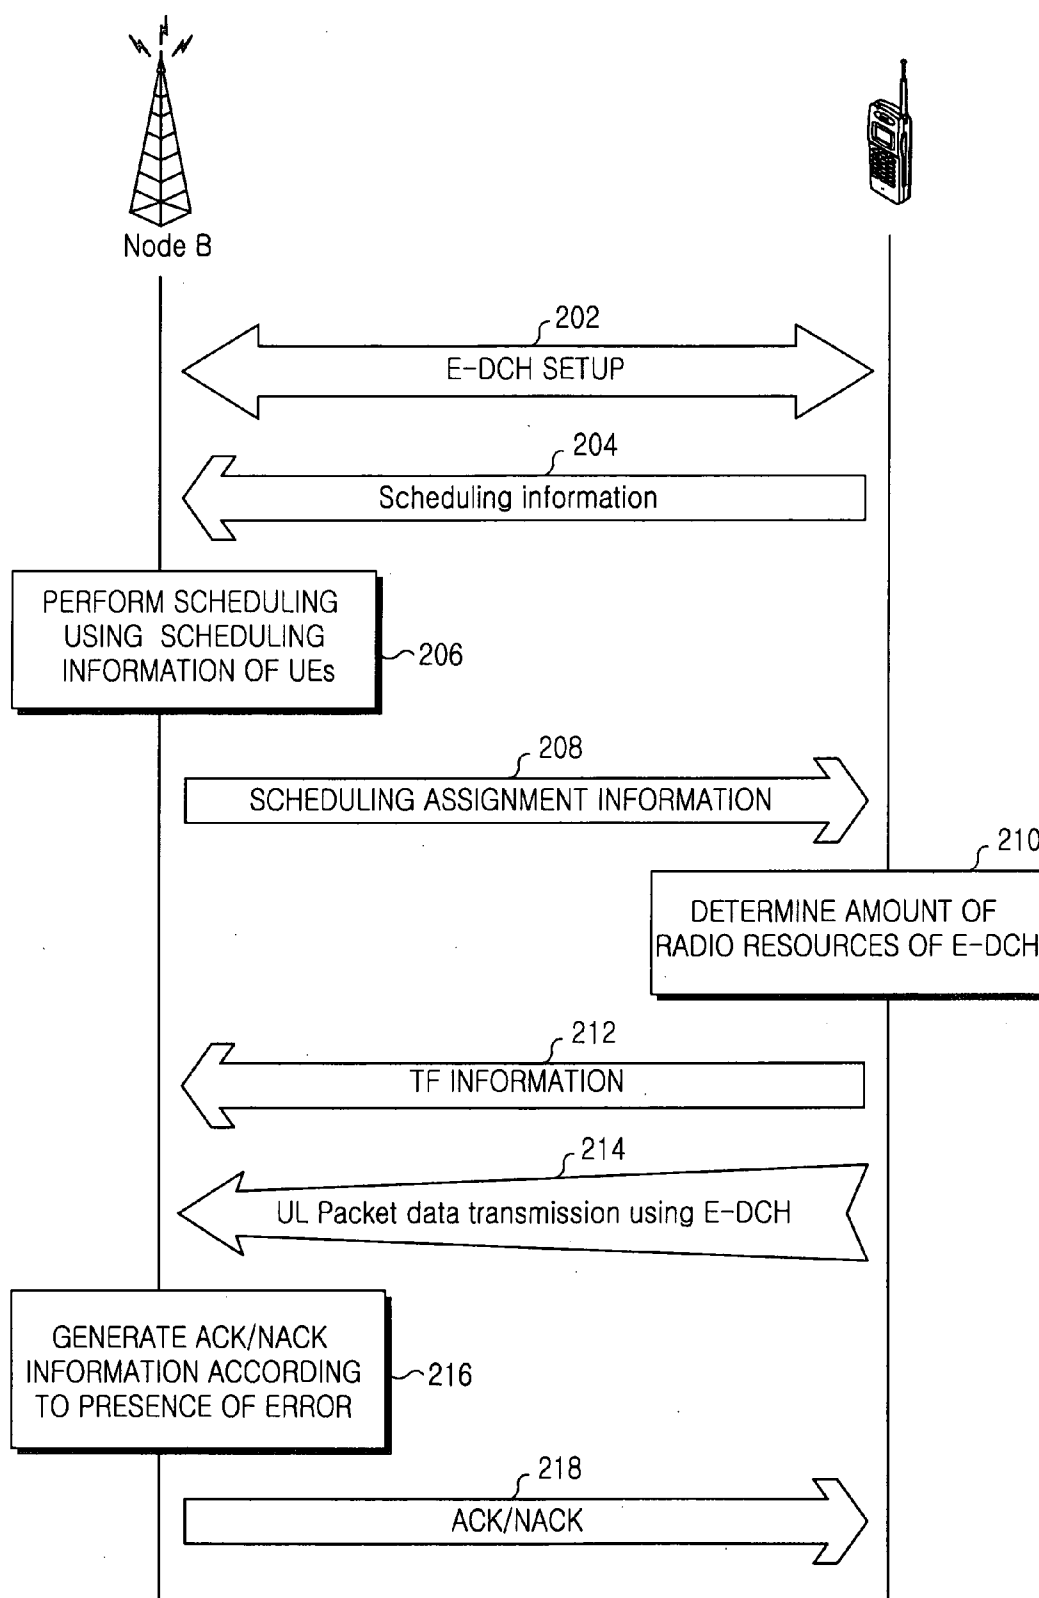 Node B
202
E-DCH SETUP
204
Scheduling information
PERFORM SCHEDULING
USING SCHEDULING
INFORMATION OF UEs
206
208
SCHEDULING ASSIGNMENT INFORMATION
210
DETERMINE AMOUNT OF
RADIO RESOURCES OF E-DCH
212
TF INFORMATION
214
UL Packet data transmission using E-DCH
GENERATE ACK/NACK
INFORMATION ACCORDING
TO PRESENCE OF ERROR
216
218
ACK/NACK